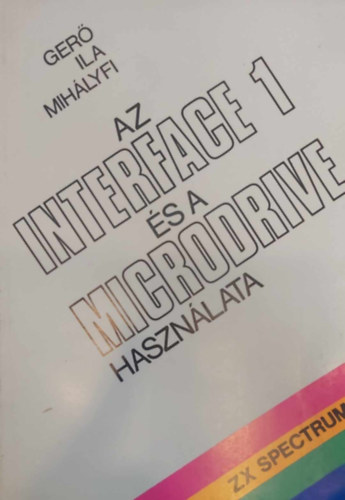 GERŐ
ILA
MIHÁLYFI
AZ
INTERFACE 1
ÉS A
MICRODRIVE
HASZNÁLATA
ZX SPECTRUM